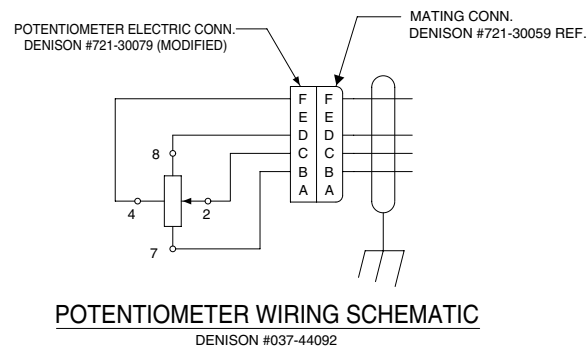 POTENTIOMETER ELECTRIC CONN.
DENISON #721-30079 (MODIFIED)
MATING CONN.
DENISON #721-30059 REF.
F F
E E
D D
C C
B B
A A
8
4
2
7
POTENTIOMETER WIRING SCHEMATIC
DENISON #037-44092